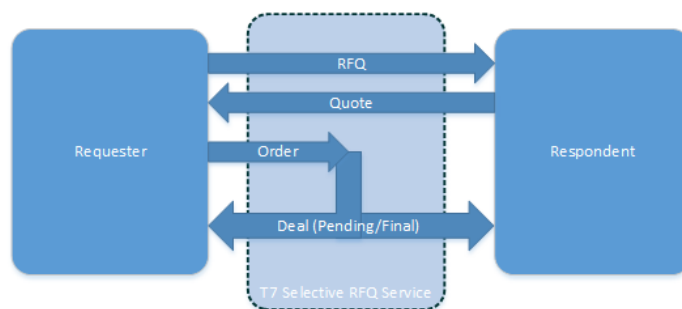 RFQ
Quote
Requester
Order
Respondent
Deal (Pending/Final)
T7 Selective RFQ Service